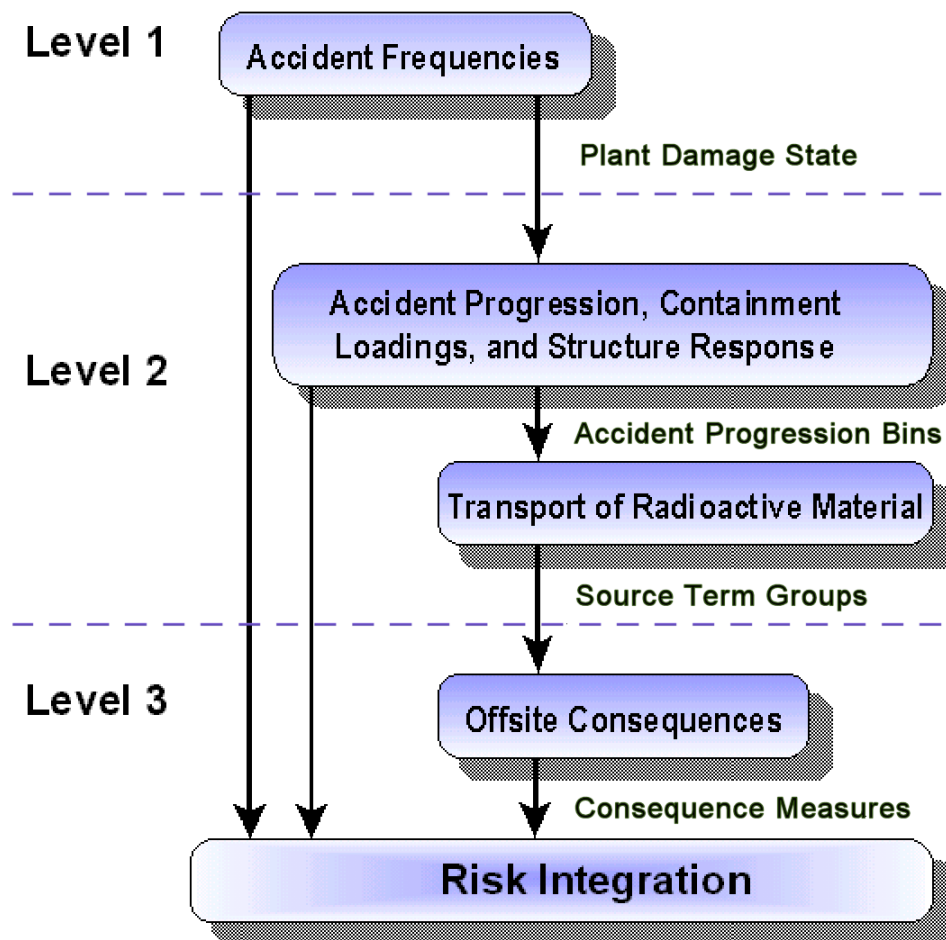 Level 1
Accident Frequencies
Plant Damage State
Accident Progression, Containment
Loadings, and Structure Response
Level 2
Accident Progression Bins
Transport of Radioactive Material
Source Term Groups
Level 3
Offsite Consequences
Consequence Measures
Risk Integration